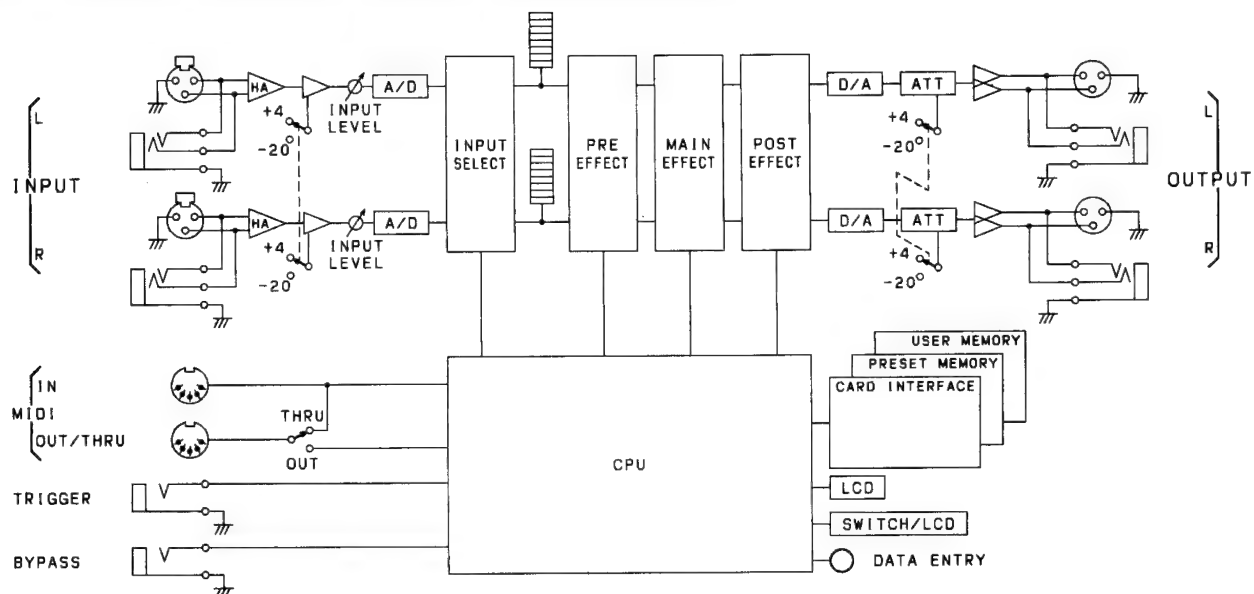 HA
A/D
+4
-20
INPUT
LEVEL
L
INPUT
R
HA
A/D
+4
-20
INPUT
LEVEL
INPUT
SELECT
PRE
EFFECT
MAIN
EFFECT
POST
EFFECT
D/A
ATT
+4
-20
D/A
ATT
+4
-20
L
OUTPUT
R
USER MEMORY
PRESET MEMORY
CARD INTERFACE
IN
MIDI
OUT/THRU
THRU
OUT
CPU
LCD
TRIGGER
SWITCH/LCD
BYPASS
DATA ENTRY